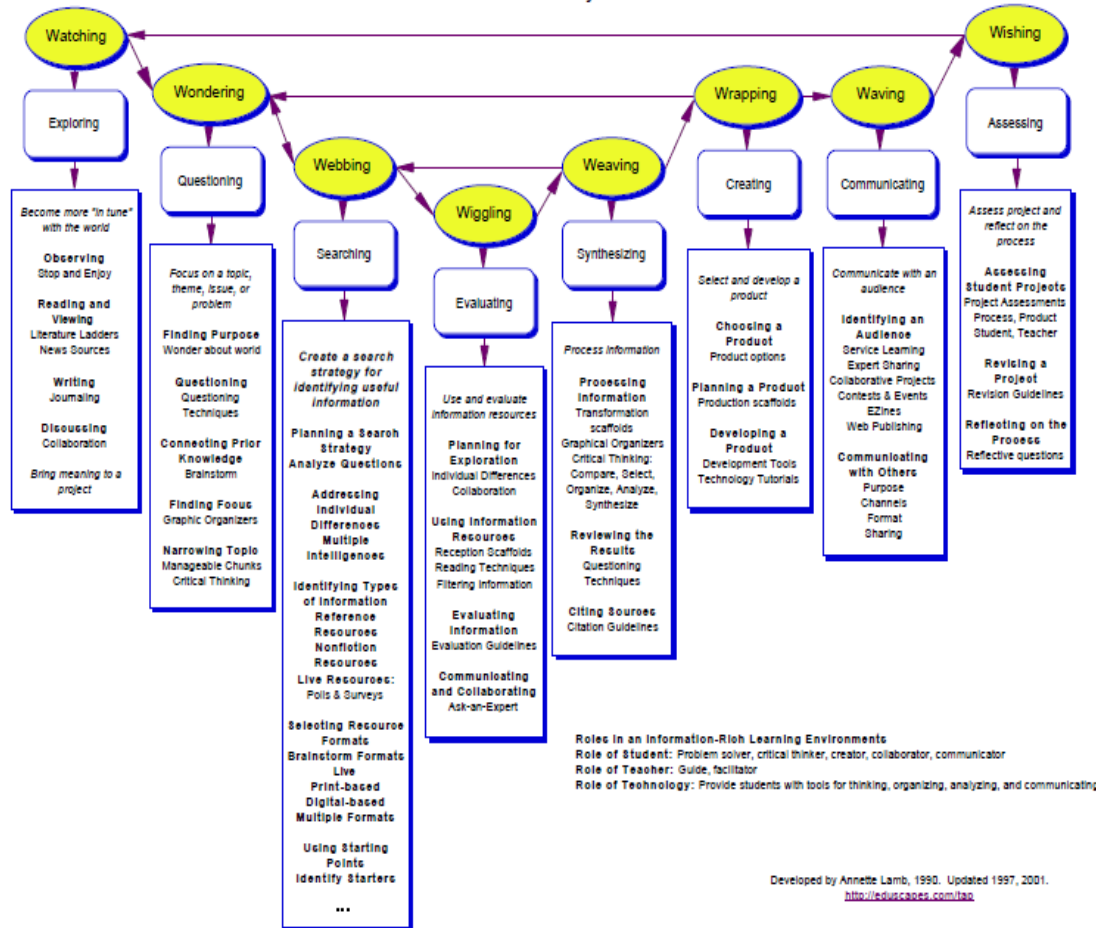 Watching
Exploring
Become more "in tune"
with the world
Observing
Stop and Enjoy
Reading and
Viewing
Literature Ladders
News Sources
Writing
Journaling
Discussing
Collaboration
Bring meaning to a
project
Wondering
Questioning
Focus on a topic,
theme, issue, or
problem
Finding Purpose
Wonder about world
Questioning
Questioning
Techniques
Connecting Prior
Knowledge
Brainstorm
Finding Focus
Graphic Organizers
Narrowing Topic
Manageable Chunks
Critical Thinking
Webbing
Searching
Create a search
strategy for
identifying useful
information
Planning a Search
Strategy
Analyze Questions
Addressing
Individual
Differences
Multiple
Intelligences
Identifying Types
of Information
Reference
Resources
Nonfiction
Resources
Live Resources:
Polls & Surveys
Selecting Resource
Formats
Brainstorm Formats
Live
Print-based
Digital-based
Multiple Formats
Using Starting
Points
Identify Starters
...
Wiggling
Evaluating
Use and evaluate
information resources
Planning for
Exploration
Individual Differences
Collaboration
Using Information
Resources
Reception Scaffolds
Reading Techniques
Filtering Information
Evaluating
Information
Evaluation Guidelines
Communicating
and Collaborating
Ask-an-Expert
Weaving
Synthesizing
Process information
Processing
Information
Transformation
scaffolds
Graphical Organizers
Critical Thinking:
Compare, Select,
Organize, Analyze,
Synthesize
Reviewing the
Results
Questioning
Techniques
Citing Sources
Citation Guidelines
Wrapping
Creating
Select and develop a
product
Choosing a
Product
Product options
Planning a Product
Production scaffolds
Developing a
Product
Development Tools
Technology Tutorials
Waving
Communicating
Communicate with an
audience
Identifying an
Audience
Service Learning
Expert Sharing
Collaborative Projects
Contests & Events
EZines
Web Publishing
Communicating
with Others
Purpose
Channels
Format
Sharing
Wishing
Assessing
Assess project and
reflect on the
process
Assessing
Student Projects
Project Assessments
Process, Product
Student, Teacher
Revising a
Project
Revision Guidelines
Reflecting on the
Process
Reflective questions
Roles in an Information-Rich Learning Environments
Role of Student: Problem solver, critical thinker, creator, collaborator, communicator
Role of Teacher: Guide, facilitator
Role of Technology: Provide students with tools for thinking, organizing, analyzing, and communicating
Developed by Annette Lamb, 1990. Updated 1997, 2001.
http://eduscapes.com/tap